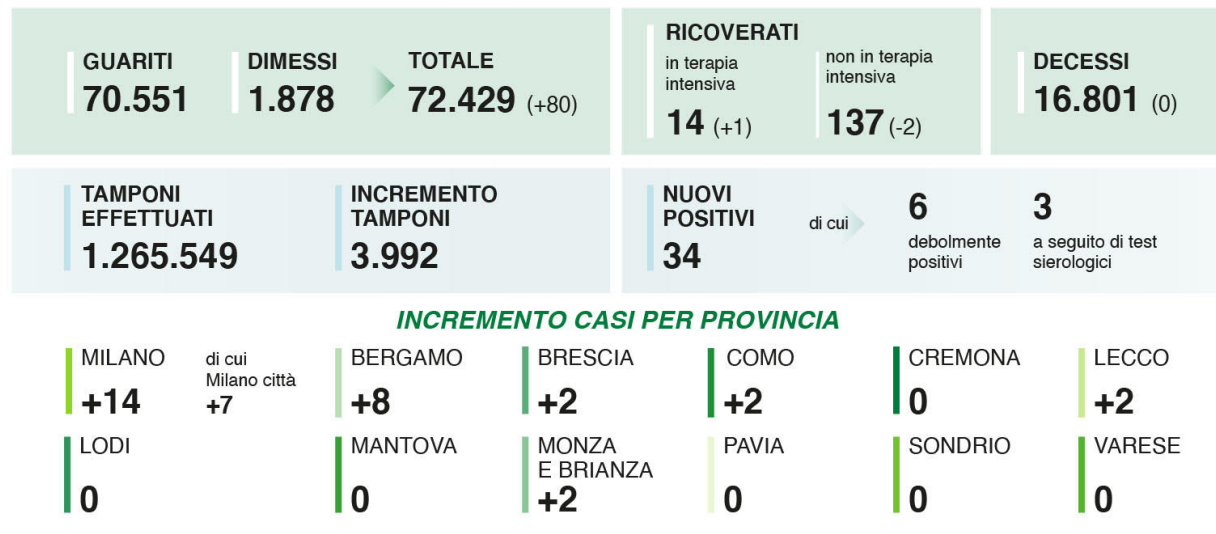 GUARITI
70.551
DIMESSI
1.878
TOTALE
72.429 (+80)
RICOVERATI
in terapia
intensiva
14 (+1)
non in terapia
intensiva
137 (-2)
DECESSI
16.801 (0)
TAMPONI
EFFETTUATI
1.265.549
INCREMENTO
TAMPONI
3.992
NUOVI
POSITIVI
34
di cui
6
debolmente
positivi
3
a seguito di test
sierologici
INCREMENTO CASI PER PROVINCIA
MILANO
+14
di cui
Milano città
+7
BERGAMO
+8
BRESCIA
+2
COMO
+2
CREMONA
0
LECCO
+2
LODI
0
MANTOVA
0
MONZA
E BRIANZA
+2
PAVIA
0
SONDRIO
0
VARESE
0